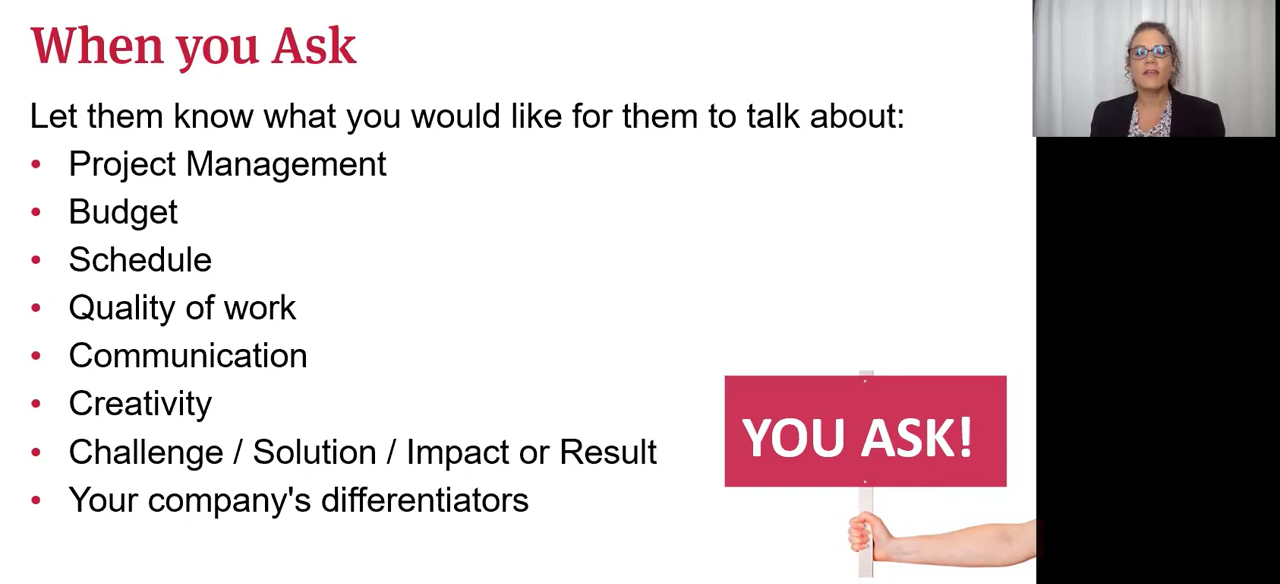 When you Ask
Let them know what you would like for them to talk about:
• Project Management
• Budget
• Schedule
• Quality of work
• Communication
• Creativity
• Challenge / Solution / Impact or Result
• Your company's differentiators
YOU ASK!